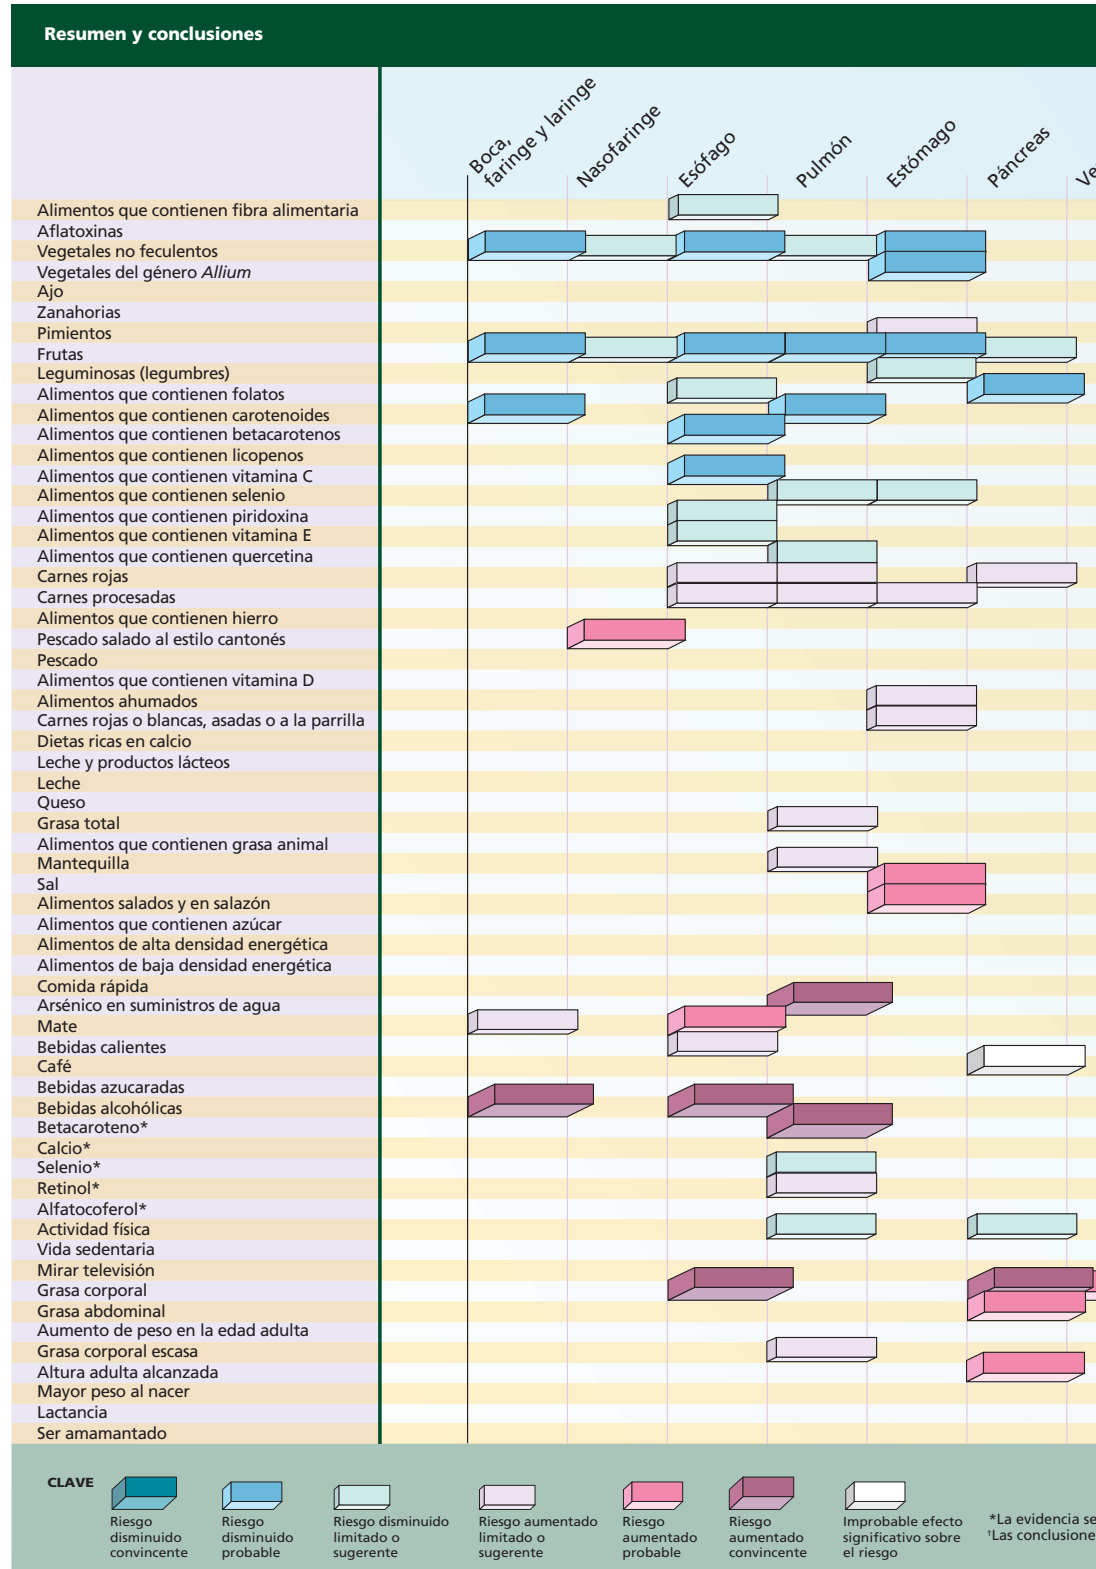 Resumen y conclusiones
Boca,
faringe y laringe
Nasofaringe
Esófago
Pulmón
Estómago
Páncreas
Alimentos que contienen fibra alimentaria
Aflatoxinas
Vegetales no feculentos
Vegetales del género Allium
Ajo
Zanahorias
Pimientos
Frutas
Leguminosas (legumbres)
Alimentos que contienen folatos
Alimentos que contienen carotenoides
Alimentos que contienen betacarotenos
Alimentos que contienen licopenos
Alimentos que contienen vitamina C
Alimentos que contienen selenio
Alimentos que contienen piridoxina
Alimentos que contienen vitamina E
Alimentos que contienen quercetina
Carnes rojas
Carnes procesadas
Alimentos que contienen hierro
Pescado salado al estilo cantonés
Pescado
Alimentos que contienen vitamina D
Alimentos ahumados
Carnes rojas o blancas, asadas o a la parrilla
Dietas ricas en calcio
Leche y productos lácteos
Leche
Queso
Grasa total
Alimentos que contienen grasa animal
Mantequilla
Sal
Alimentos salados y en salazón
Alimentos que contienen azúcar
Alimentos de alta densidad energética
Alimentos de baja densidad energética
Comida rápida
Arsénico en suministros de agua
Mate
Bebidas calientes
Café
Bebidas azucaradas
Bebidas alcohólicas
Betacaroteno*
Calcio*
Selenio*
Retinol*
Alfatocoferol*
Actividad física
Vida sedentaria
Mirar televisión
Grasa corporal
Grasa abdominal
Aumento de peso en la edad adulta
Grasa corporal escasa
Altura adulta alcanzada
Mayor peso al nacer
Lactancia
Ser amamantado
CLAVE
Riesgo
disminuido
convincente
Riesgo
disminuido
probable
Riesgo disminuido
limitado o
sugerente
Riesgo aumentado
limitado o
sugerente
Riesgo
aumentado
probable
Riesgo
aumentado
convincente
Improbable efecto
significativo sobre
el riesgo
*La evidencia se
†Las conclusione